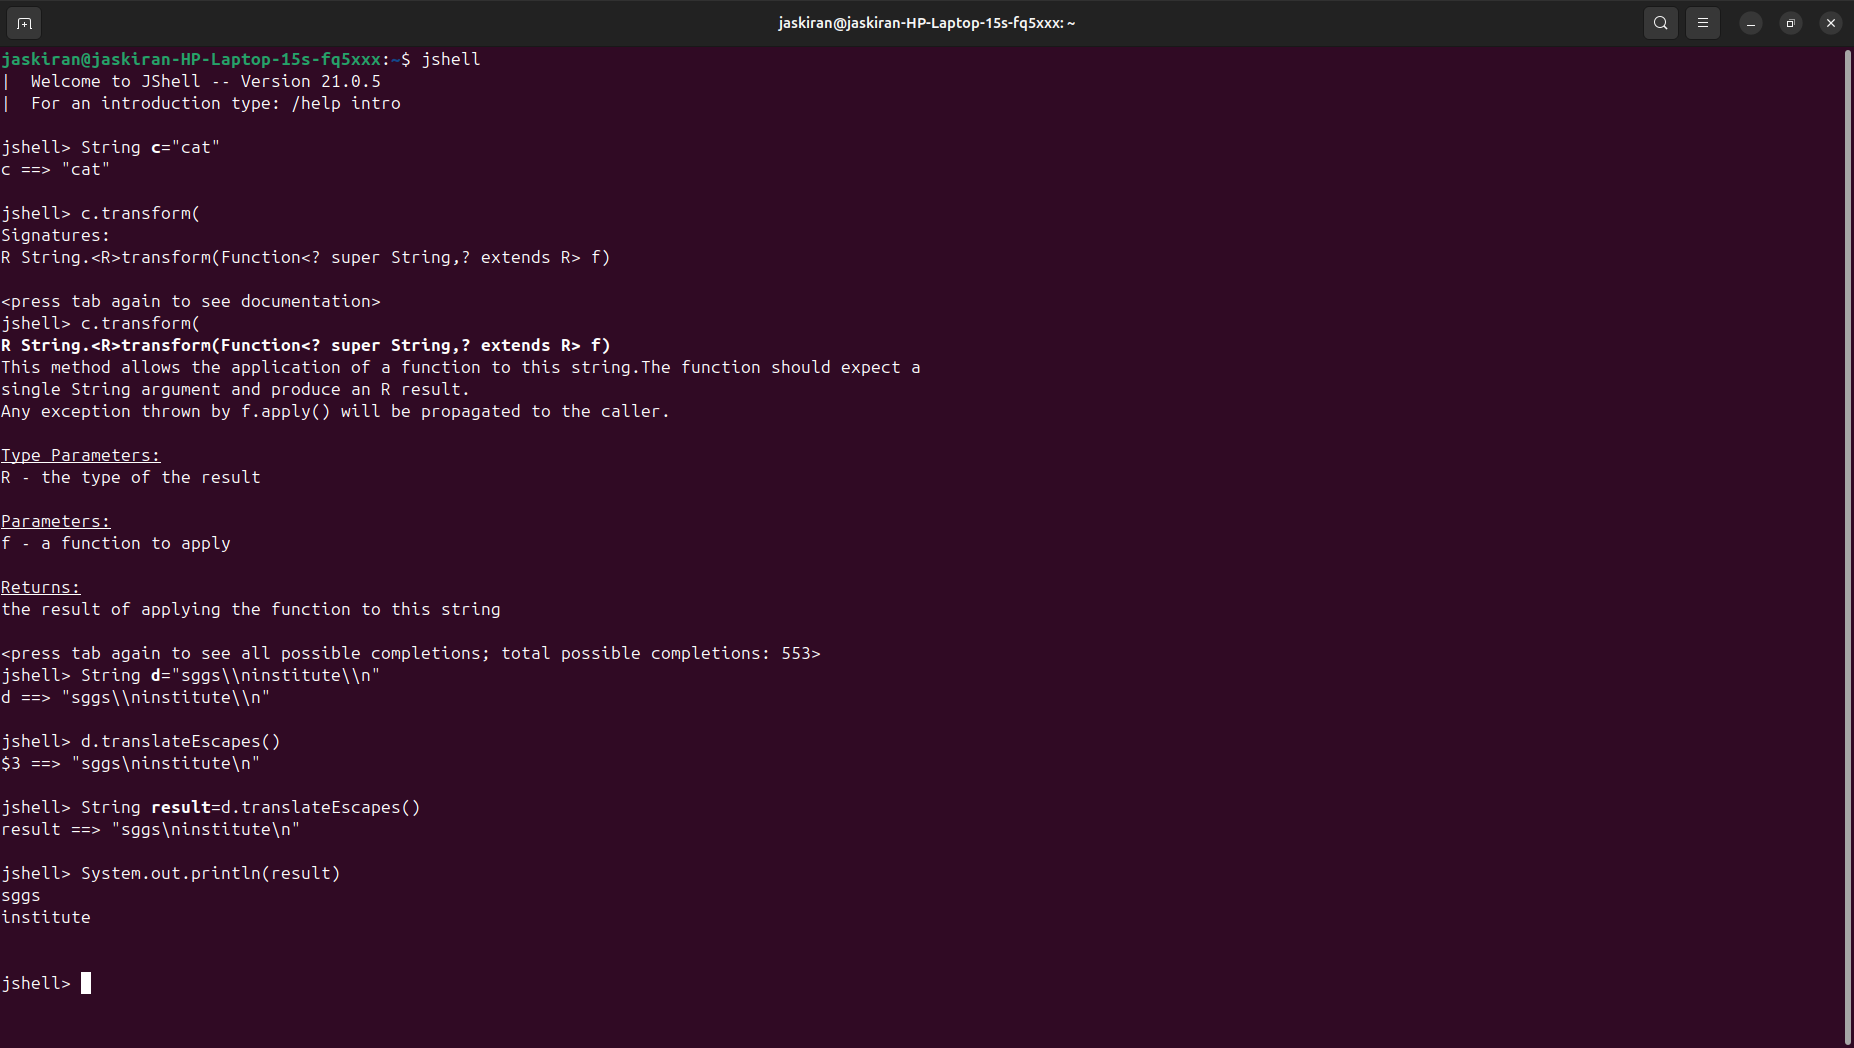 jaskiran@jaskiran-HP-Laptop-15s-fq5xxx: ~
jaskiran@jaskiran-HP-Laptop-15s-fq5xxx:~$ jshell
|  Welcome to JShell -- Version 21.0.5
|  For an introduction type: /help intro
jshell> String c="cat"
c ==> "cat"
jshell> c.transform(
Signatures:
R String.<R>transform(Function<? super String,? extends R> f)
<press tab again to see documentation>
jshell> c.transform(
R String.<R>transform(Function<? super String,? extends R> f)
This method allows the application of a function to this string.The function should expect a
single String argument and produce an R result.
Any exception thrown by f.apply() will be propagated to the caller.
Type Parameters:
R - the type of the result
Parameters:
f - a function to apply
Returns:
the result of applying the function to this string
<press tab again to see all possible completions; total possible completions: 553>
jshell> String d="sggs\\ninstitute\\n"
d ==> "sggs\\ninstitute\\n"
jshell> d.translateEscapes()
$3 ==> "sggs\ninstitute\n"
jshell> String result=d.translateEscapes()
result ==> "sggs\ninstitute\n"
jshell> System.out.println(result)
sggs
institute
jshell>